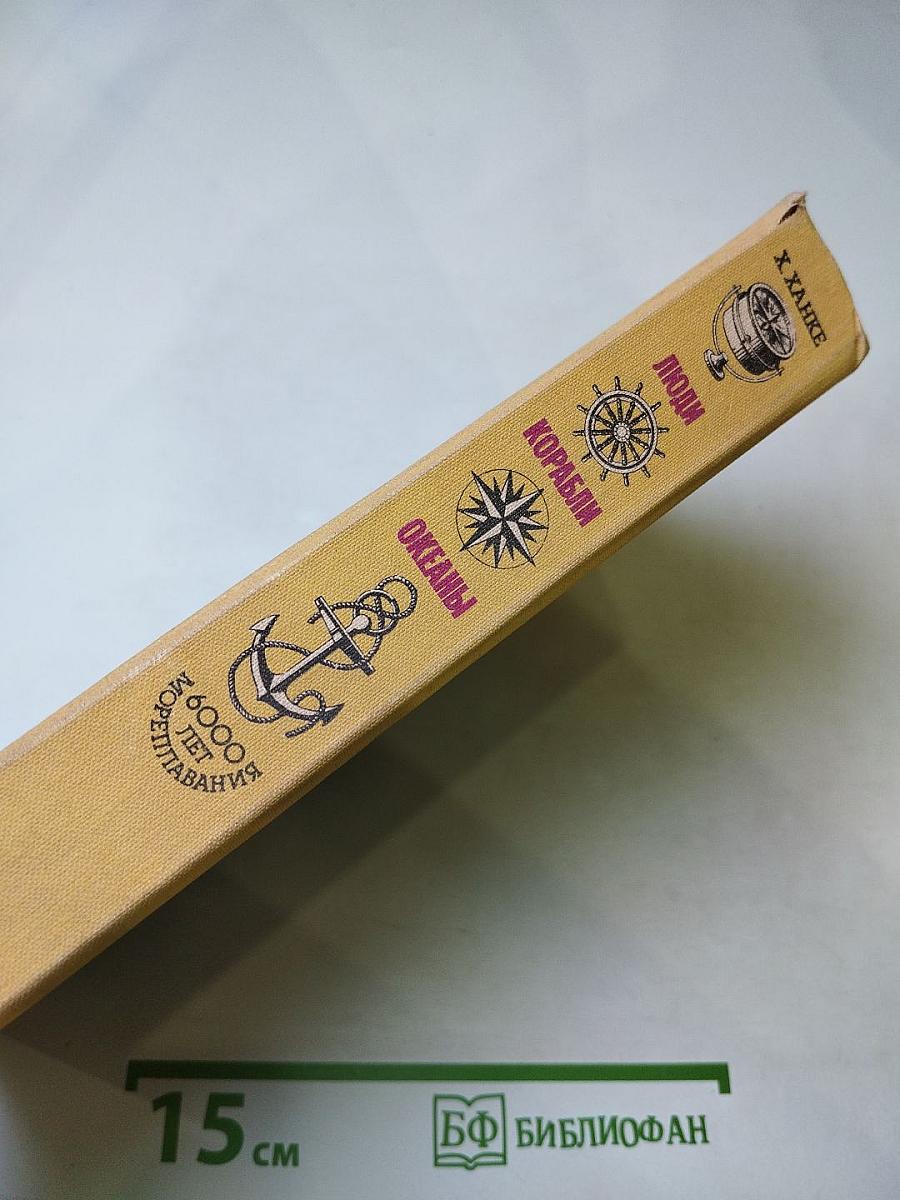 Х. ХАНКЕ
ЛЮДИ
КОРАБЛИ
ОКЕАНЫ
6000
ЛЕТ
МОРЕПЛАВАНИЯ
15 см
БФ БИБЛИОФАН